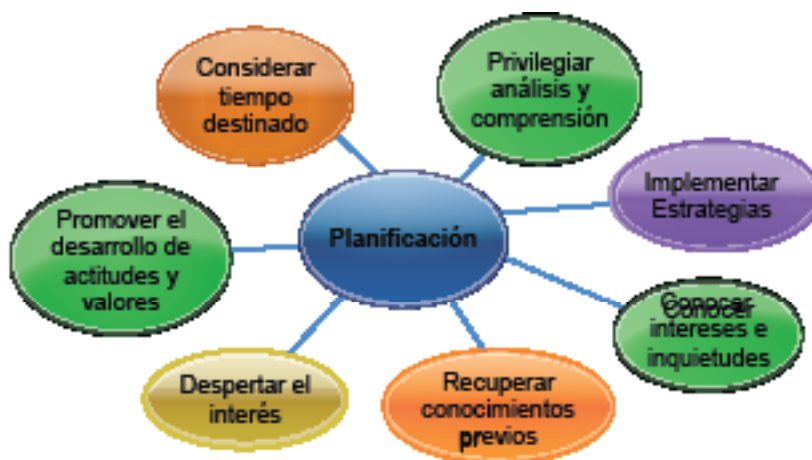 Considerar
tiempo
destinado
Privilegiar
análisis y
comprensión
Implementar
Estrategias
Planificación
Promover el
desarrollo de
actitudes y
valores
Conocer
intereses e
inquietudes
Despertar el
interés
Recuperar
conocimientos
previos